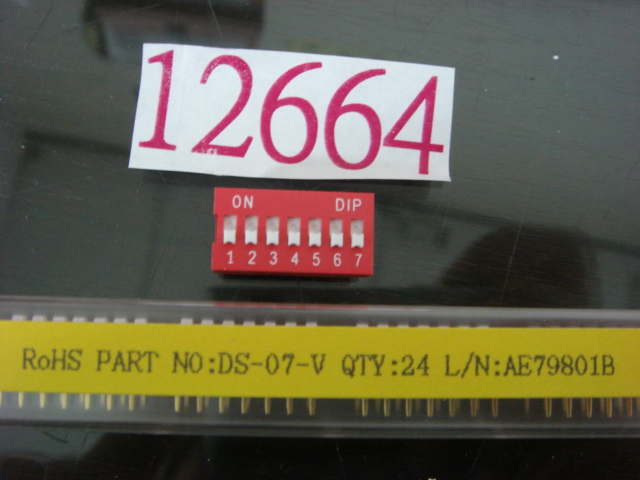 12664
ON DIP
1 2 3 4 5 6 7
RoHS PART NO:DS-07-V QTY:24 L/N:AE79801B